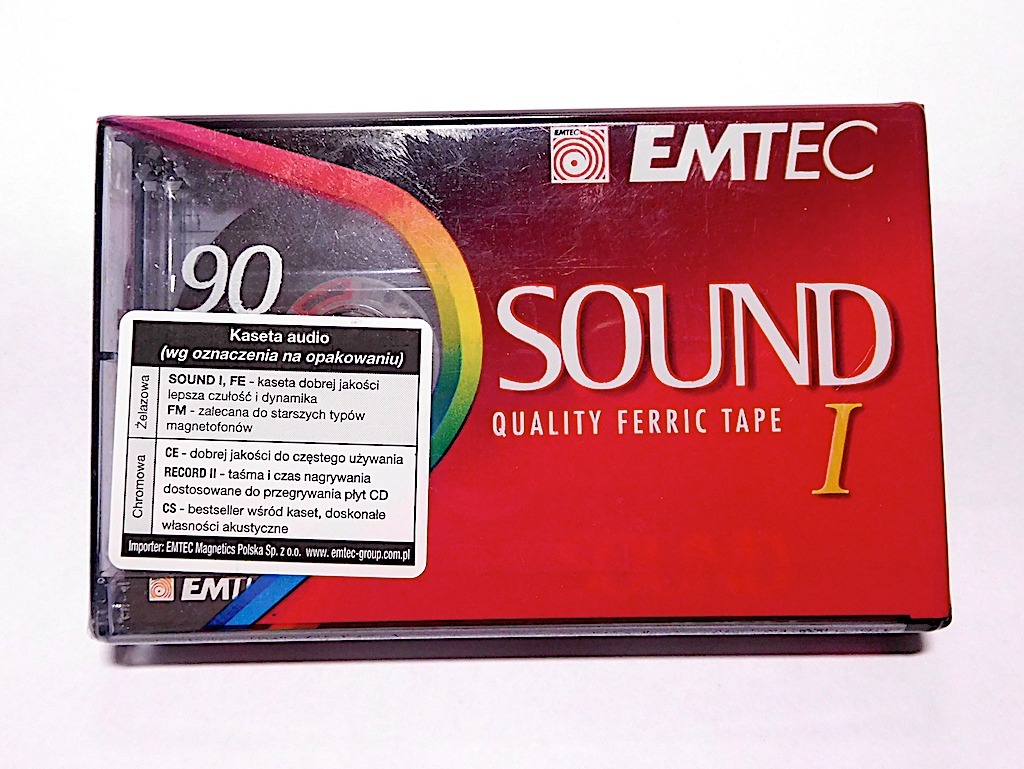 EMTEC
EMTEC
90
SOUND
QUALITY FERRIC TAPE
I
Kaseta audio
(wg oznaczenia na opakowaniu)
Żelazowa
SOUND I, FE - kaseta dobrej jakości
lepsza czułość i dynamika
FM - zalecana do starszych typów
magnetofonów
Chromowa
CE - dobrej jakości do częstego używania
RECORD II - taśma i czas nagrywania
dostosowane do przegrywania płyt CD
CS - bestseller wśród kaset, doskonałe
własności akustyczne
Importer: EMTEC Magnetics Polska Sp. z o.o. www. emtec-group.com.pl
EMT